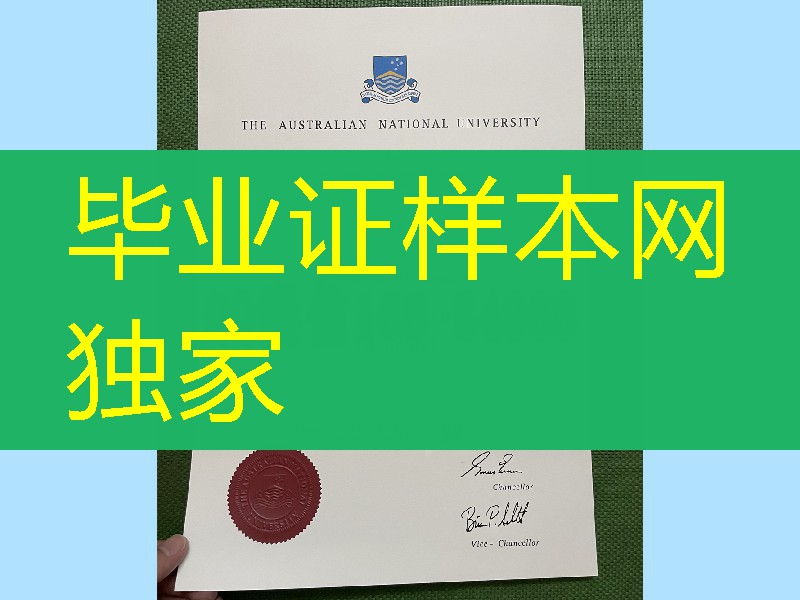 THE AUSTRALIAN NATIONAL UNIVERSITY
毕业证样本网
独家
Chancellor
Vice - Chancellor